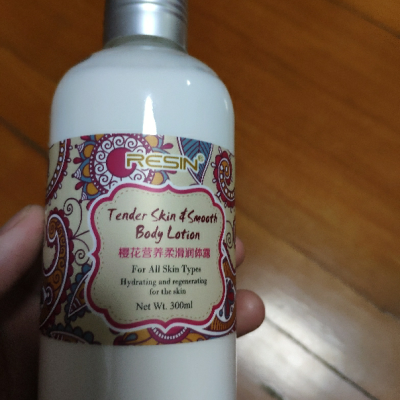 RESIN®
Tender Skin & Smooth
Body Lotion
樱花营养柔滑润体露
For All Skin Types
Hydrating and regenerating
for the skin
Net Wt. 300ml